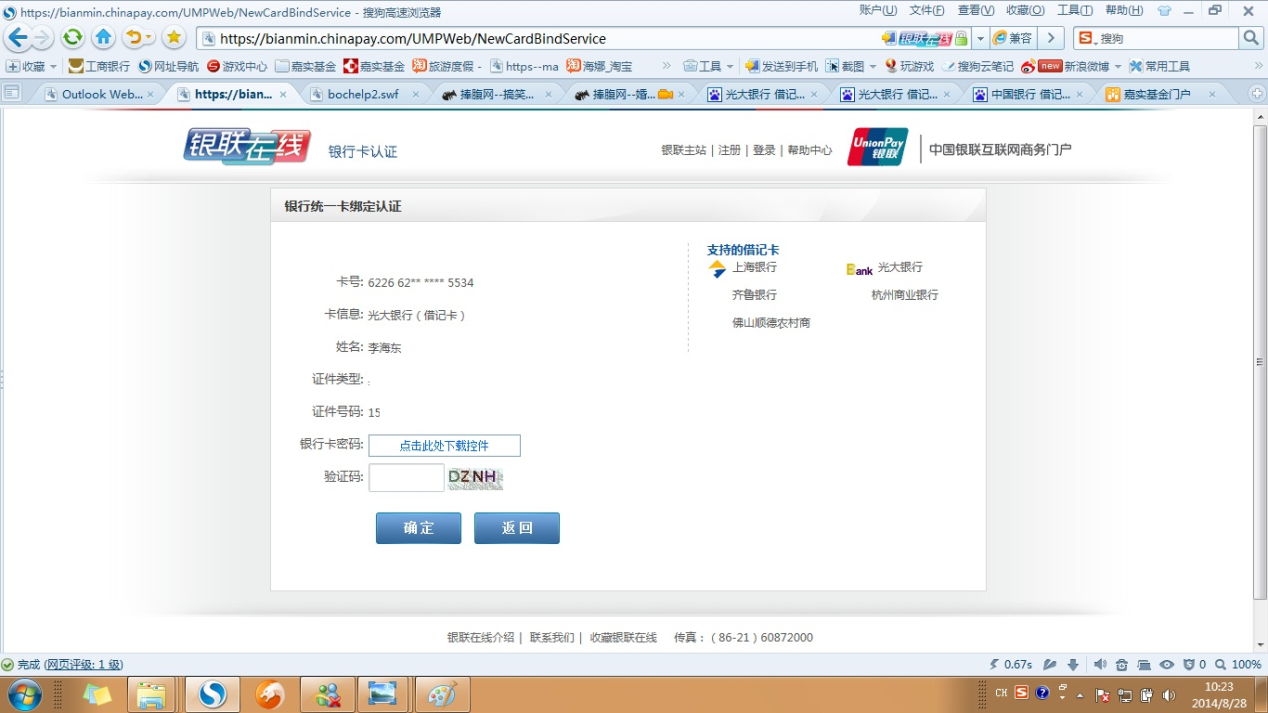 https://bianmin.chinapay.com/UMPWeb/NewCardBindService - 搜狗高速浏览器
账户(U) 文件(F) 查看(V) 收藏(O) 工具(T) 帮助(H)
https://bianmin.chinapay.com/UMPWeb/NewCardBindService 银联在线 兼容 搜狗
收藏 工商银行 网址导航 游戏中心 嘉实基金 嘉实基金 旅游度假 - https--ma 海娜_淘宝 » 工具 发送到手机 截图 玩游戏 搜狗云笔记 new 新浪微博 常用工具
Outlook Web... https://bian... bochelp2.swf 捧腹网--搞笑... 捧腹网--嬉... 光大银行 借记... 光大银行 借记... 中国银行 借记... 嘉实基金门户
银联在线 银行卡认证 银联主站 | 注册 | 登录 | 帮助中心 UnionPay 银联 中国银联互联网商务门户
银行统一卡绑定认证
支持的借记卡
上海银行 Bank 光大银行
齐鲁银行 杭州商业银行
佛山顺德农村商
卡号: 6226 62** **** 5534
卡信息: 光大银行（借记卡）
姓名: 李海东
证件类型: :
证件号码: 15
银行卡密码: 点击此处下载控件
验证码: DZNH
确定 返回
银联在线介绍 | 联系我们 | 收藏银联在线 传真：（86-21）60872000
完成 (网页评级: 1 级) 0.67s 0 100%
CH 10:23
2014/8/28